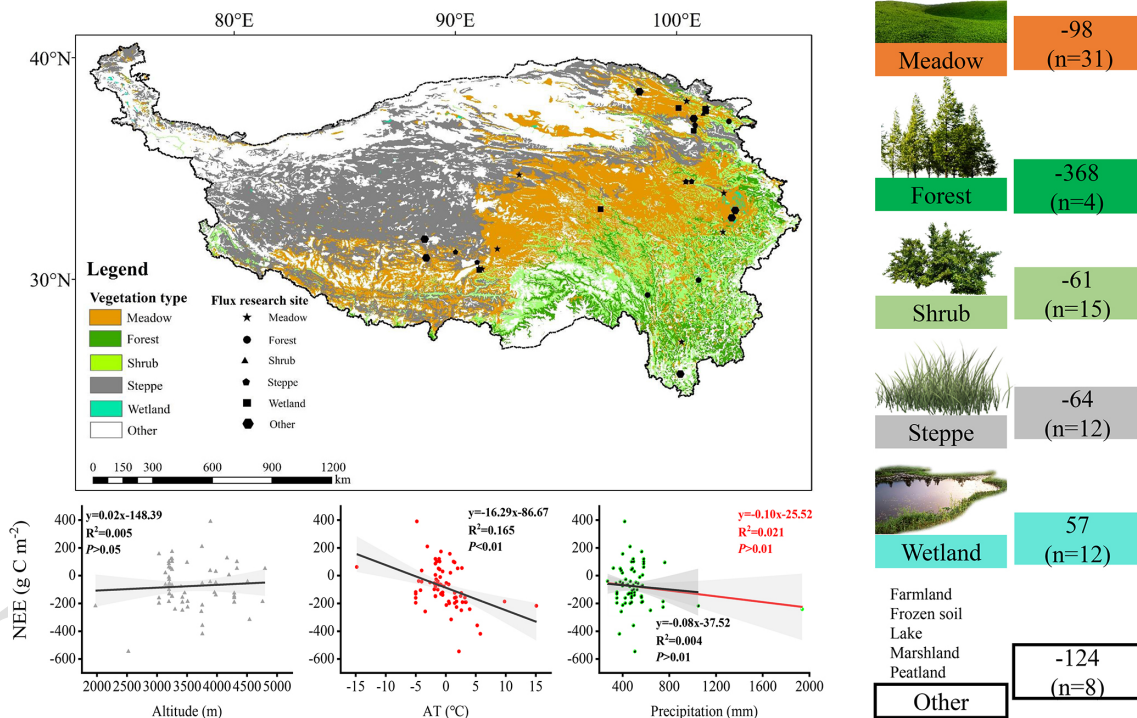 80°E
90°E
100°E
40°N
30°N
Legend
Vegetation type
Meadow
Forest
Shrub
Steppe
Wetland
Other
Flux research site
Meadow
Forest
Shrub
Steppe
Wetland
Other
0 150 300 600 900 1200
km
Meadow
-98
(n=31)
Forest
-368
(n=4)
Shrub
-61
(n=15)
Steppe
-64
(n=12)
Wetland
57
(n=12)
Farmland
Frozen soil
Lake
Marshland
Peatland
Other
-124
(n=8)
NEE (g C m-2)
400
200
0
-200
-400
-600
y=0.02x-148.39
R²=0.005
P>0.05
2000 2500 3000 3500 4000 4500 5000
Altitude (m)
400
200
0
-200
-400
-600
y=-16.29x-86.67
R²=0.165
P<0.01
-15 -10 -5 0 5 10 15
AT (℃)
400
200
0
-200
-400
-600
y=-0.10x-25.52
R²=0.021
P>0.01
y=-0.08x-37.52
R²=0.004
P>0.01
400 800 1200 1600 2000
Precipitation (mm)